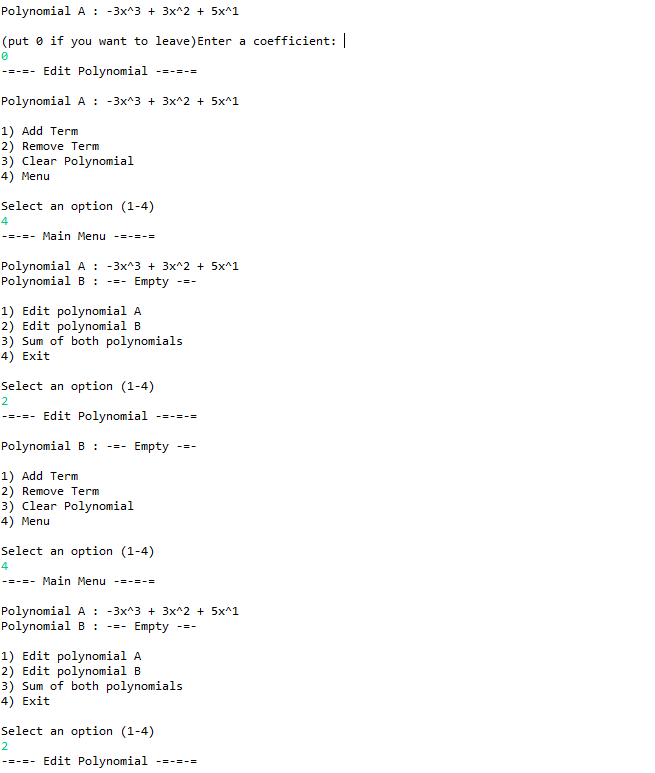 Polynomial A : -3x^3 + 3x^2 + 5x^1
(put 0 if you want to leave)Enter a coefficient:
0
-=-=- Edit Polynomial -=-=-=
Polynomial A : -3x^3 + 3x^2 + 5x^1
1) Add Term
2) Remove Term
3) Clear Polynomial
4) Menu
Select an option (1-4)
4
-=-=- Main Menu -=-=-=
Polynomial A : -3x^3 + 3x^2 + 5x^1
Polynomial B : -=- Empty -=-
1) Edit polynomial A
2) Edit polynomial B
3) Sum of both polynomials
4) Exit
Select an option (1-4)
2
-=-=- Edit Polynomial -=-=-=
Polynomial B : -=- Empty -=-
1) Add Term
2) Remove Term
3) Clear Polynomial
4) Menu
Select an option (1-4)
4
-=-=- Main Menu -=-=-=
Polynomial A : -3x^3 + 3x^2 + 5x^1
Polynomial B : -=- Empty -=-
1) Edit polynomial A
2) Edit polynomial B
3) Sum of both polynomials
4) Exit
Select an option (1-4)
2
-=-=- Edit Polynomial -=-=-=